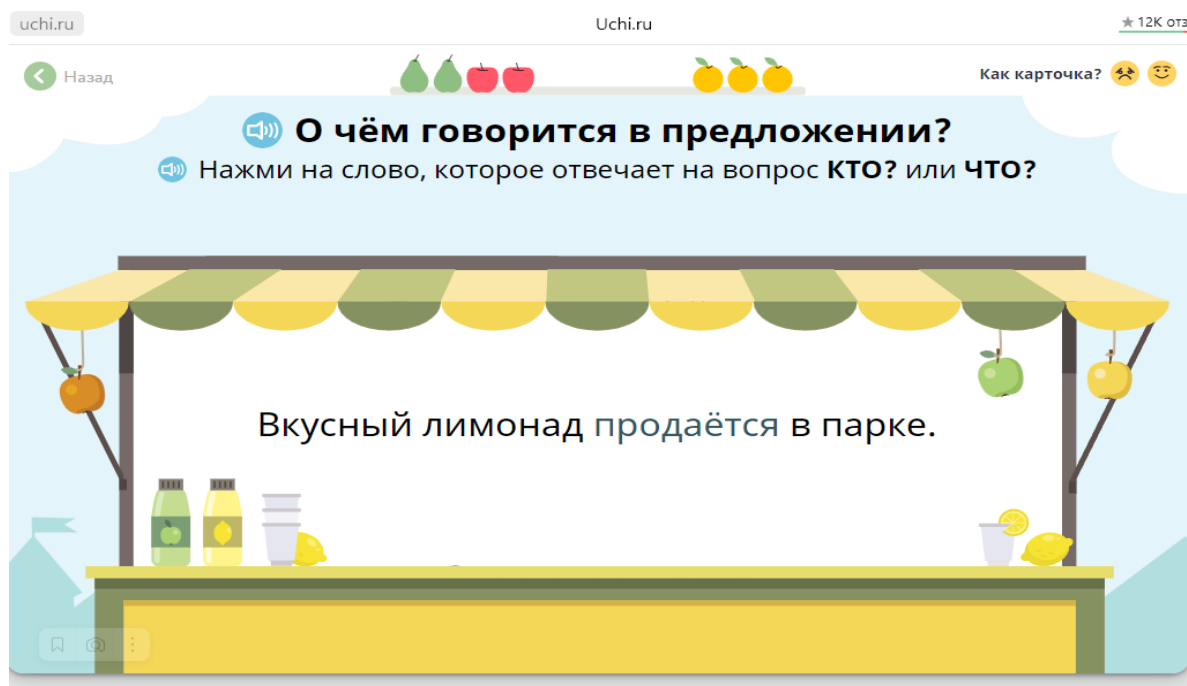 uchi.ru
Uchi.ru
★ 12К отз
Назад
Как карточка?
О чём говорится в предложении?
Нажми на слово, которое отвечает на вопрос КТО? или ЧТО?
Вкусный лимонад продаётся в парке.